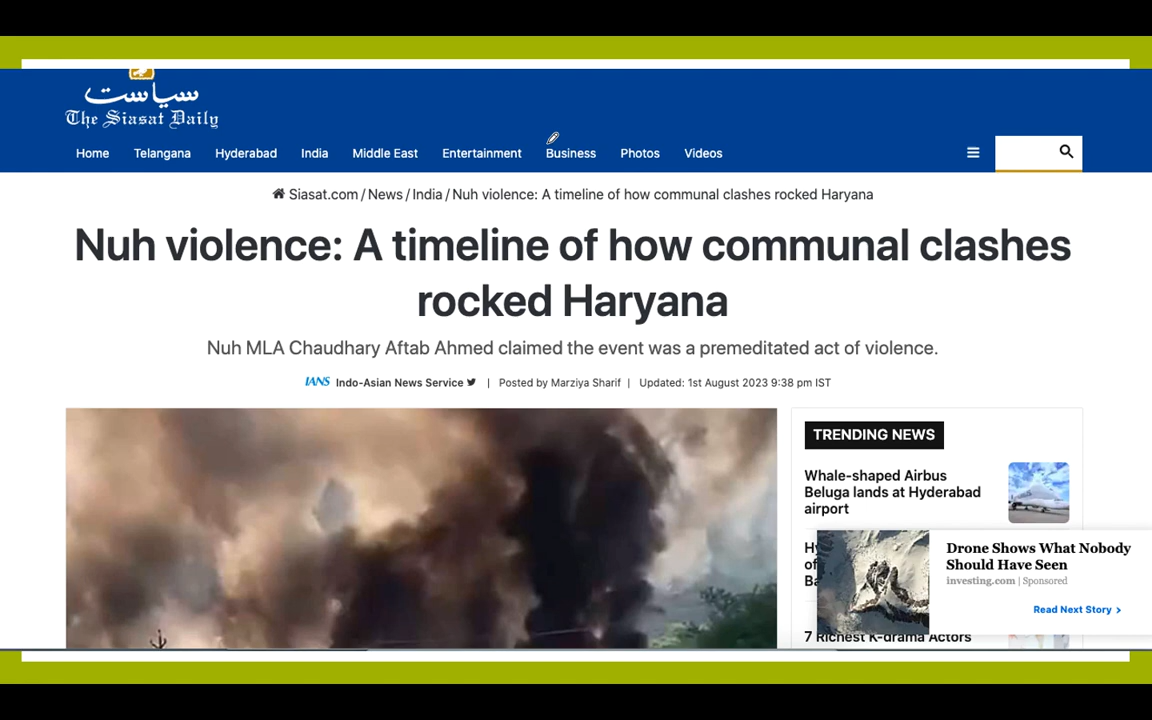 سياست
The Siasat Daily
Home Telangana Hyderabad India Middle East Entertainment Business Photos Videos
Siasat.com / News / India / Nuh violence: A timeline of how communal clashes rocked Haryana
Nuh violence: A timeline of how communal clashes
rocked Haryana
Nuh MLA Chaudhary Aftab Ahmed claimed the event was a premeditated act of violence.
IANS Indo-Asian News Service | Posted by Marziya Sharif | Updated: 1st August 2023 9:38 pm IST
TRENDING NEWS
Whale-shaped Airbus
Beluga lands at Hyderabad
airport
Drone Shows What Nobody
Should Have Seen
investing.com | Sponsored
Read Next Story >
7 Richest K-drama Actors